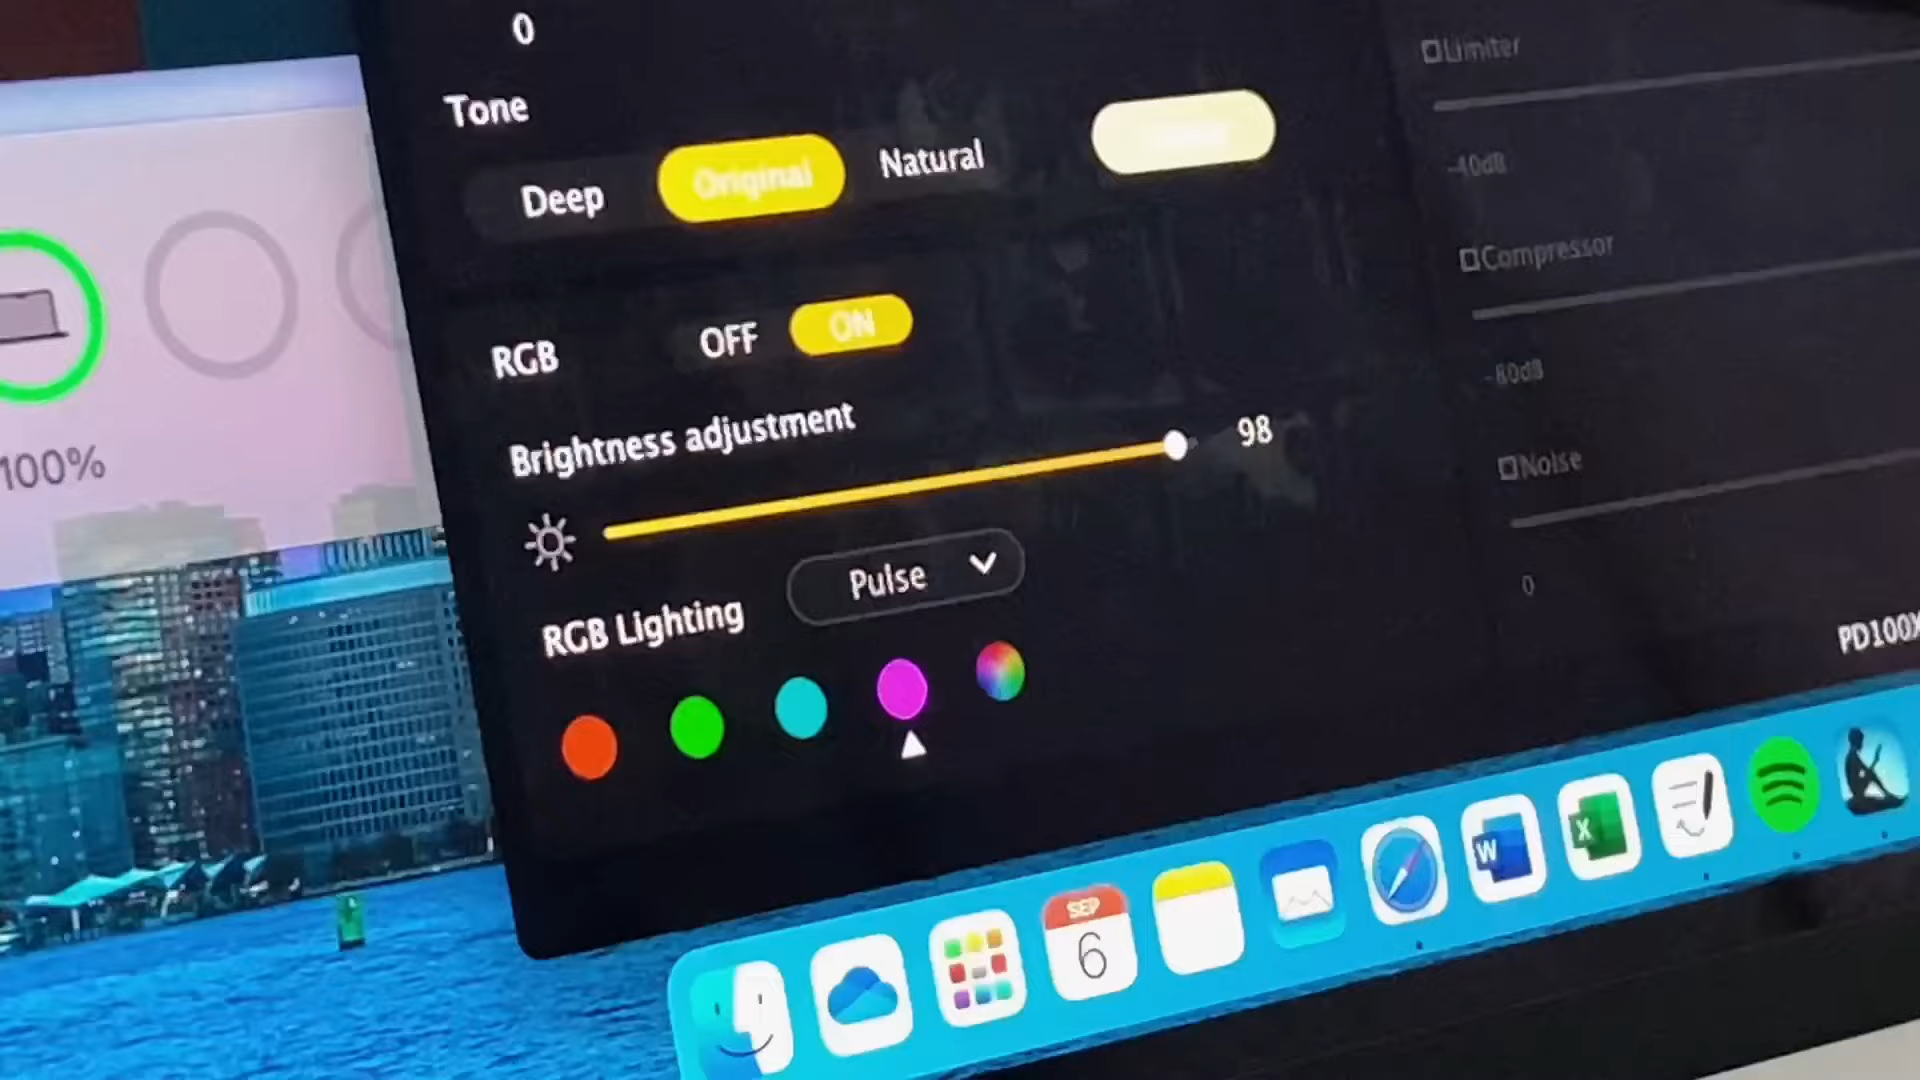 0
Tone
Deep Original Natural
RGB OFF ON
Brightness adjustment
98
RGB Lighting Pulse
100%
Limiter
-40dB
Compressor
-80dB
Noise
0
PD100X
SEP
6
W
X